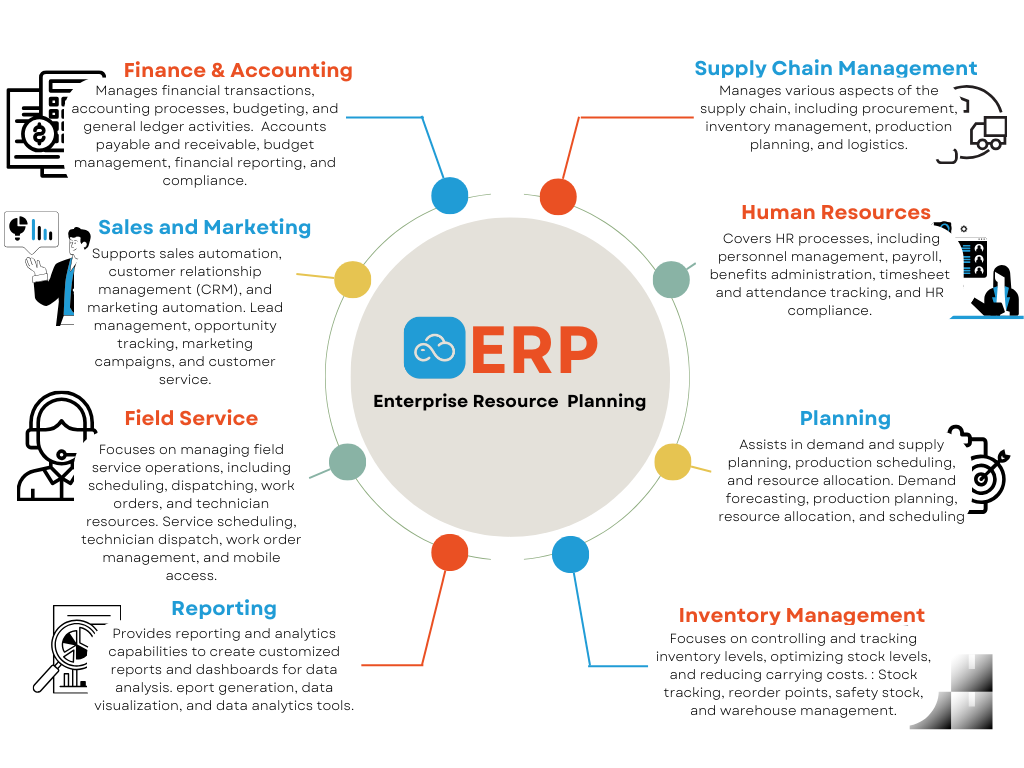 Finance & Accounting
Manages financial transactions,
accounting processes, budgeting, and
general ledger activities. Accounts
payable and receivable, budget
management, financial reporting, and
compliance.
Sales and Marketing
Supports sales automation,
customer relationship
management (CRM), and
marketing automation. Lead
management, opportunity
tracking, marketing
campaigns, and customer
service.
Field Service
Focuses on managing field
service operations, including
scheduling, dispatching, work
orders, and technician
resources. Service scheduling,
technician dispatch, work order
management, and mobile
access.
Reporting
Provides reporting and analytics
capabilities to create customized
reports and dashboards for data
analysis. eport generation, data
visualization, and data analytics tools.
ERP
Enterprise Resource Planning
Supply Chain Management
Manages various aspects of the
supply chain, including procurement,
inventory management, production
planning, and logistics.
Human Resources
Covers HR processes, including
personnel management, payroll,
benefits administration, timesheet
and attendance tracking, and HR
compliance.
Planning
Assists in demand and supply
planning, production scheduling,
and resource allocation. Demand
forecasting, production planning,
resource allocation, and scheduling
Inventory Management
Focuses on controlling and tracking
inventory levels, optimizing stock levels,
and reducing carrying costs. : Stock
tracking, reorder points, safety stock,
and warehouse management.